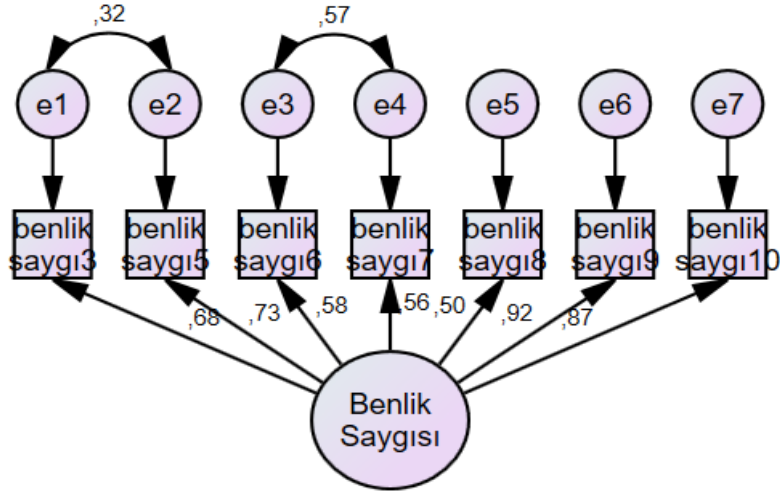 ,32
,57
e1
e2
e3
e4
e5
e6
e7
benlik
saygı3
benlik
saygı5
benlik
saygı6
benlik
saygı7
benlik
saygı8
benlik
saygı9
benlik
saygı10
,68
,73
,58
,56
,50
,92
,87
Benlik
Saygısı